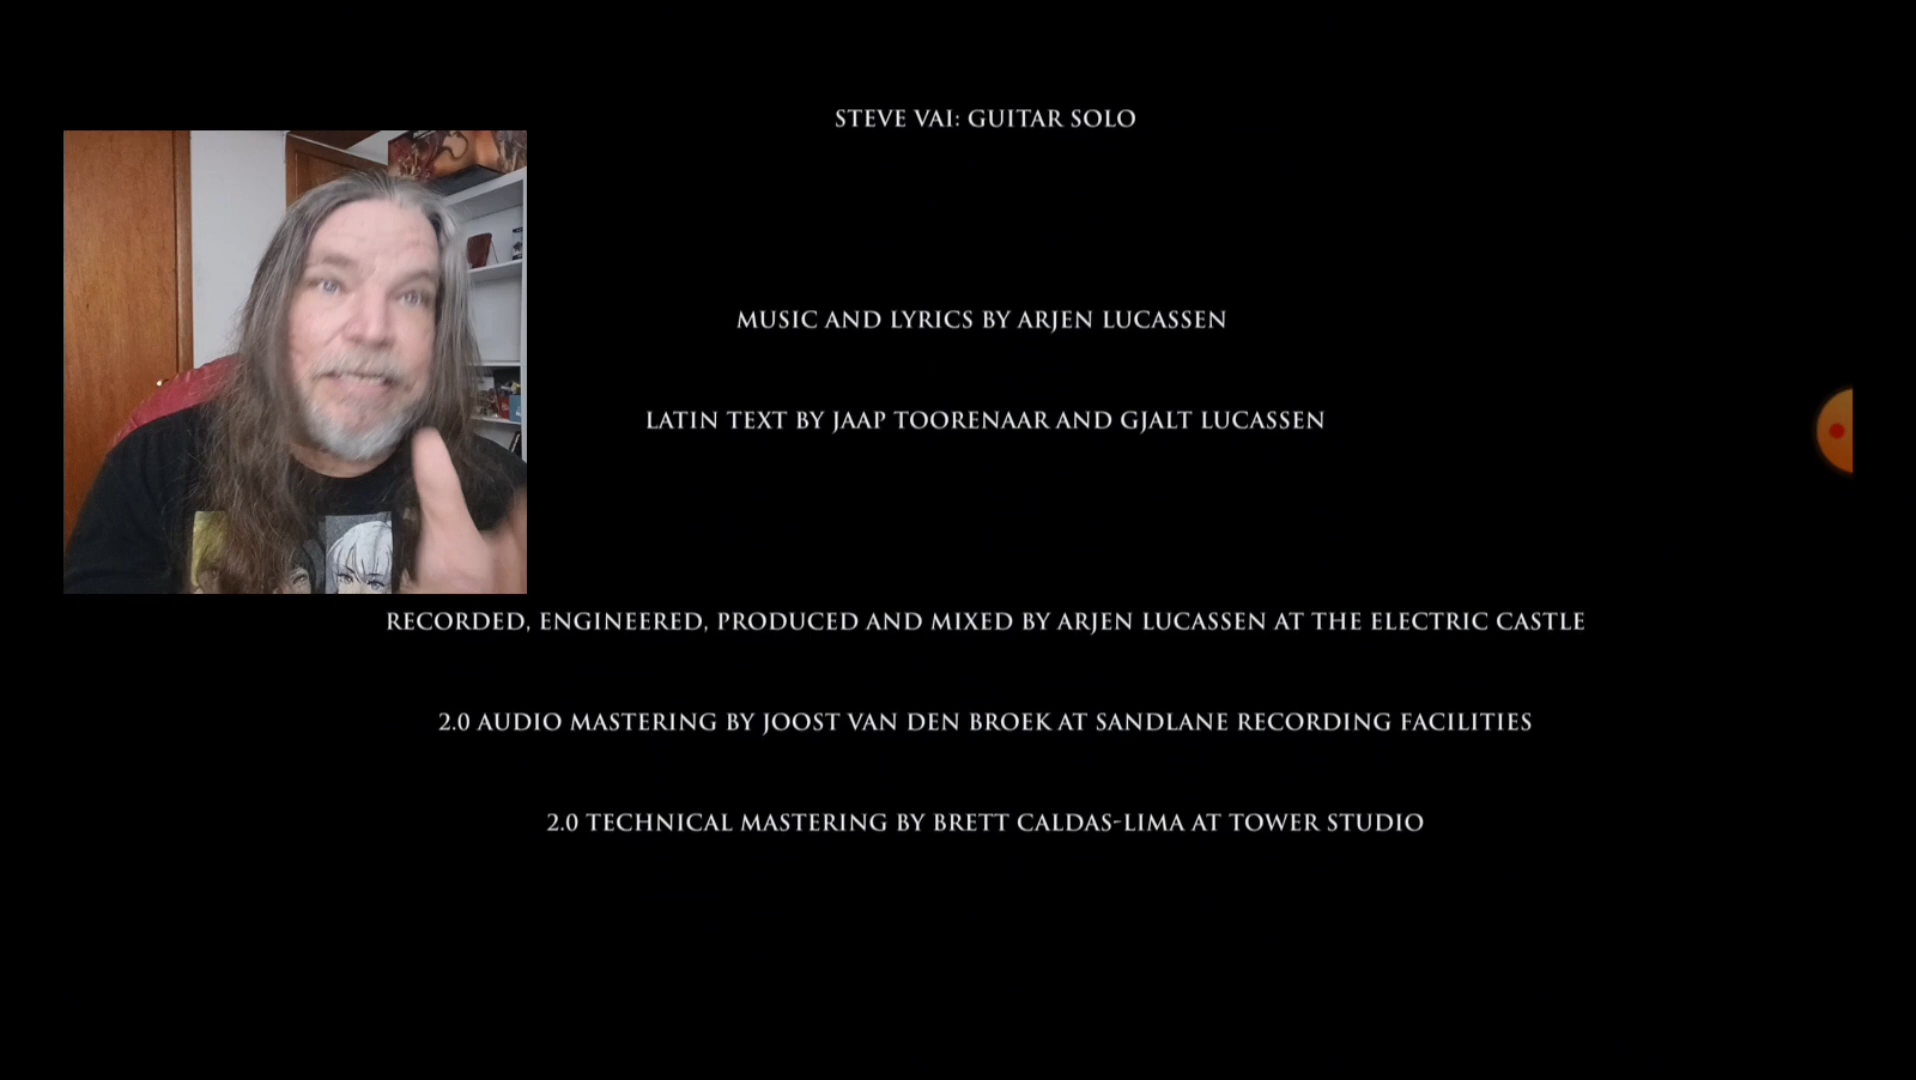 STEVE VAI: GUITAR SOLO
MUSIC AND LYRICS BY ARJEN LUCASSEN
LATIN TEXT BY JAAP TOORENAAR AND GJALT LUCASSEN
RECORDED, ENGINEERED, PRODUCED AND MIXED BY ARJEN LUCASSEN AT THE ELECTRIC CASTLE
2.0 AUDIO MASTERING BY JOOST VAN DEN BROEK AT SANDLANE RECORDING FACILITIES
2.0 TECHNICAL MASTERING BY BRETT CALDAS-LIMA AT TOWER STUDIO